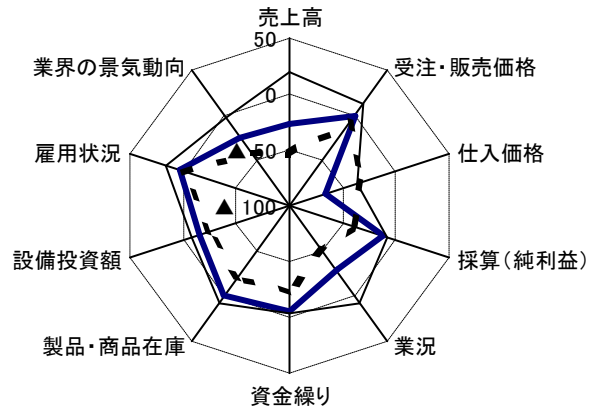 売上高
50
業界の景気動向
受注・販売価格
0
雇用状況
▲ 50
仕入価格
▲ 100
設備投資額
採算（純利益）
製品・商品在庫
業況
資金繰り